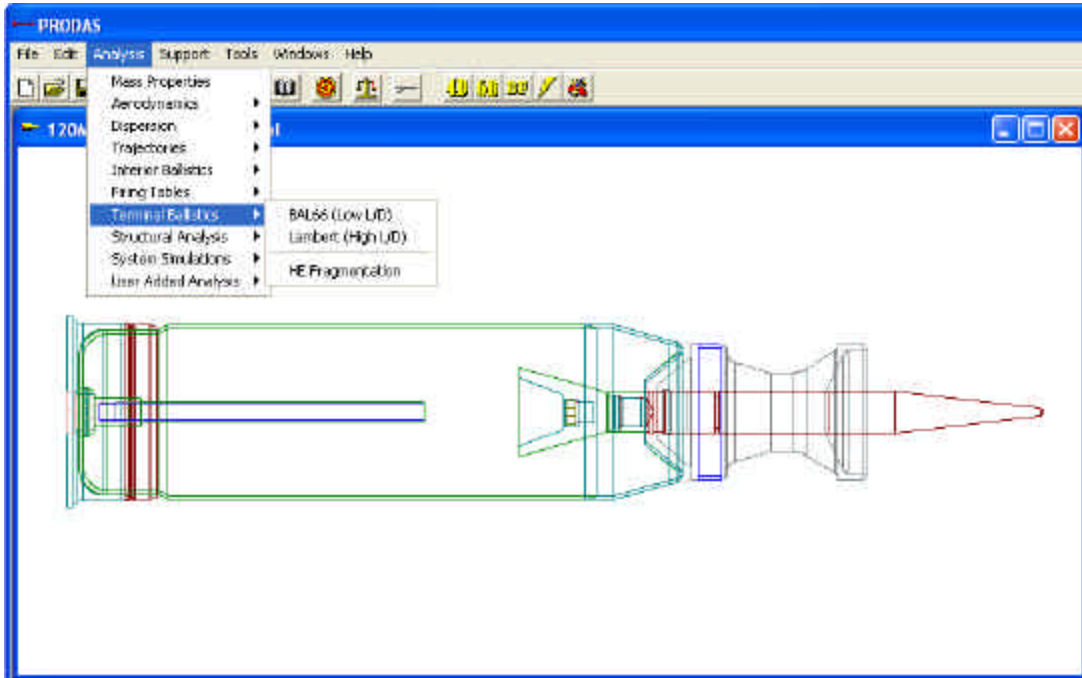 PRODAS
File Edit Analysis Support Tools Windows Help
120M
Mass Properties
Aerodynamics
Dispersion
Trajectories
Interior Ballistics
Firing Tables
Terminal Ballistics
Structural Analysis
System Simulations
User Added Analysis
BAL66 (Low L/D)
Lambert (High L/D)
HE Fragmentation